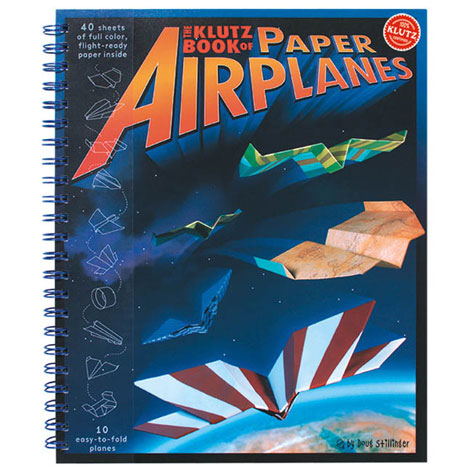 40 sheets
of full color,
flight-ready
paper inside
THE KLUTZ
BOOK OF PAPER
AIRPLANES
KLUTZ
10
easy-to-fold
planes
by Doug Stillinger